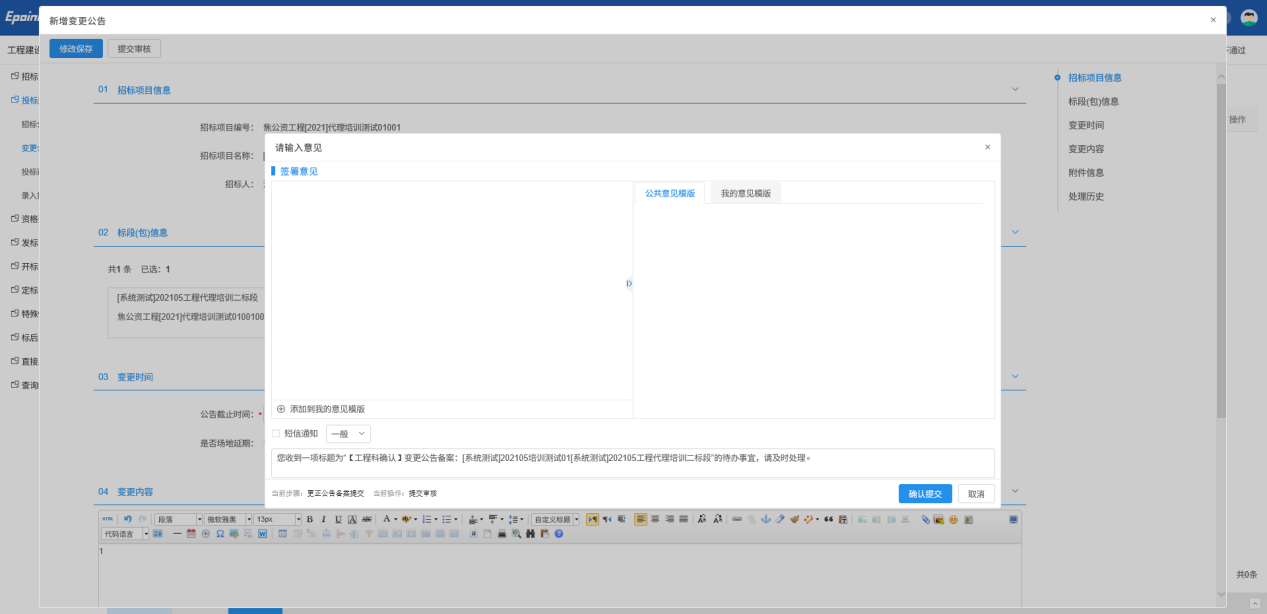 Epoin
新增变更公告
×
工程建设
修改保存
提交审核
不通过
招标
投标
招标
变更
投标
录入
资格
发标
开标
定标
特殊
标后
直接
查询
01 招标项目信息
招标项目编号: 焦公资工程[2021]代理培训测试01001
招标项目名称:
招标人:
招标项目信息
标段(包)信息
变更时间
变更内容
附件信息
处理历史
操作
请输入意见
×
签署意见
公共意见模版
我的意见模版
添加到我的意见模版
短信通知
一般
您收到一项标题为“【工程科确认】变更公告备案: [系统测试]202105培训测试01[系统测试]202105工程代理培训二标段”的待办事宜, 请及时处理。
当前步骤: 更正公告备案提交 当前操作: 提交审核
确认提交
取消
02 标段(包)信息
共1 条 已选: 1
[系统测试]202105工程代理培训二标段
焦公资工程[2021]代理培训测试0100100
03 变更时间
公告截止时间: *
是否场地延期:
04 变更内容
HTML 段落 微软雅黑 13px B I U A ABC 自定义标题
代码语言
1
共0条